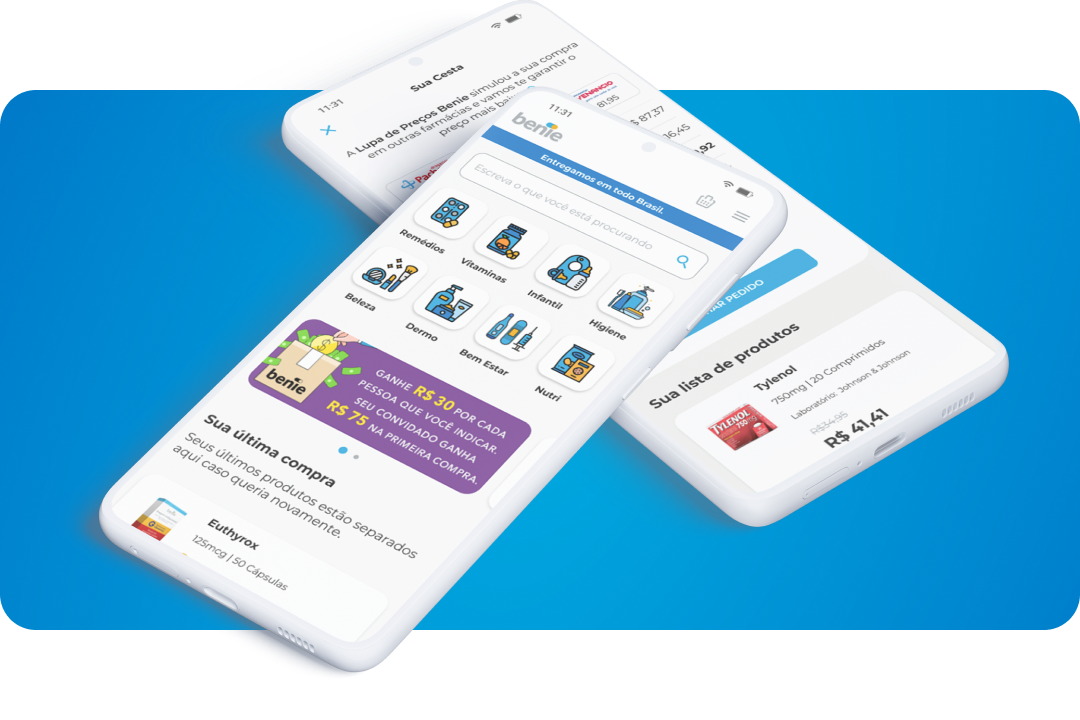 11:31
Sua Cesta
A Lupa de Preços Benie simulou a sua compra
em outras farmácias e vamos te garantir o
preço mais
VENANCIO
81,95
87,37
16,45
,92
PEDIDO
Sua lista de produtos
Tylenol
750mg | 20 Comprimidos
Laboratório: Johnson & Johnson
R$34,95
R$ 41,41
TYLENOL
750mg
11:31
benie
Entregamos em todo Brasil.
Escreva o que você está procurando
Remédios
Vitaminas
Infantil
Higiene
Beleza
Dermo
Bem Estar
Nutri
benie
GANHE R$ 30 POR CADA
PESSOA QUE VOCÊ INDICAR.
SEU CONVIDADO GANHA
R$ 75 NA PRIMEIRA COMPRA.
Sua última compra
Seus últimos produtos estão separados
aqui caso queria novamente.
Euthyrox
125mcg | 50 Cápsulas